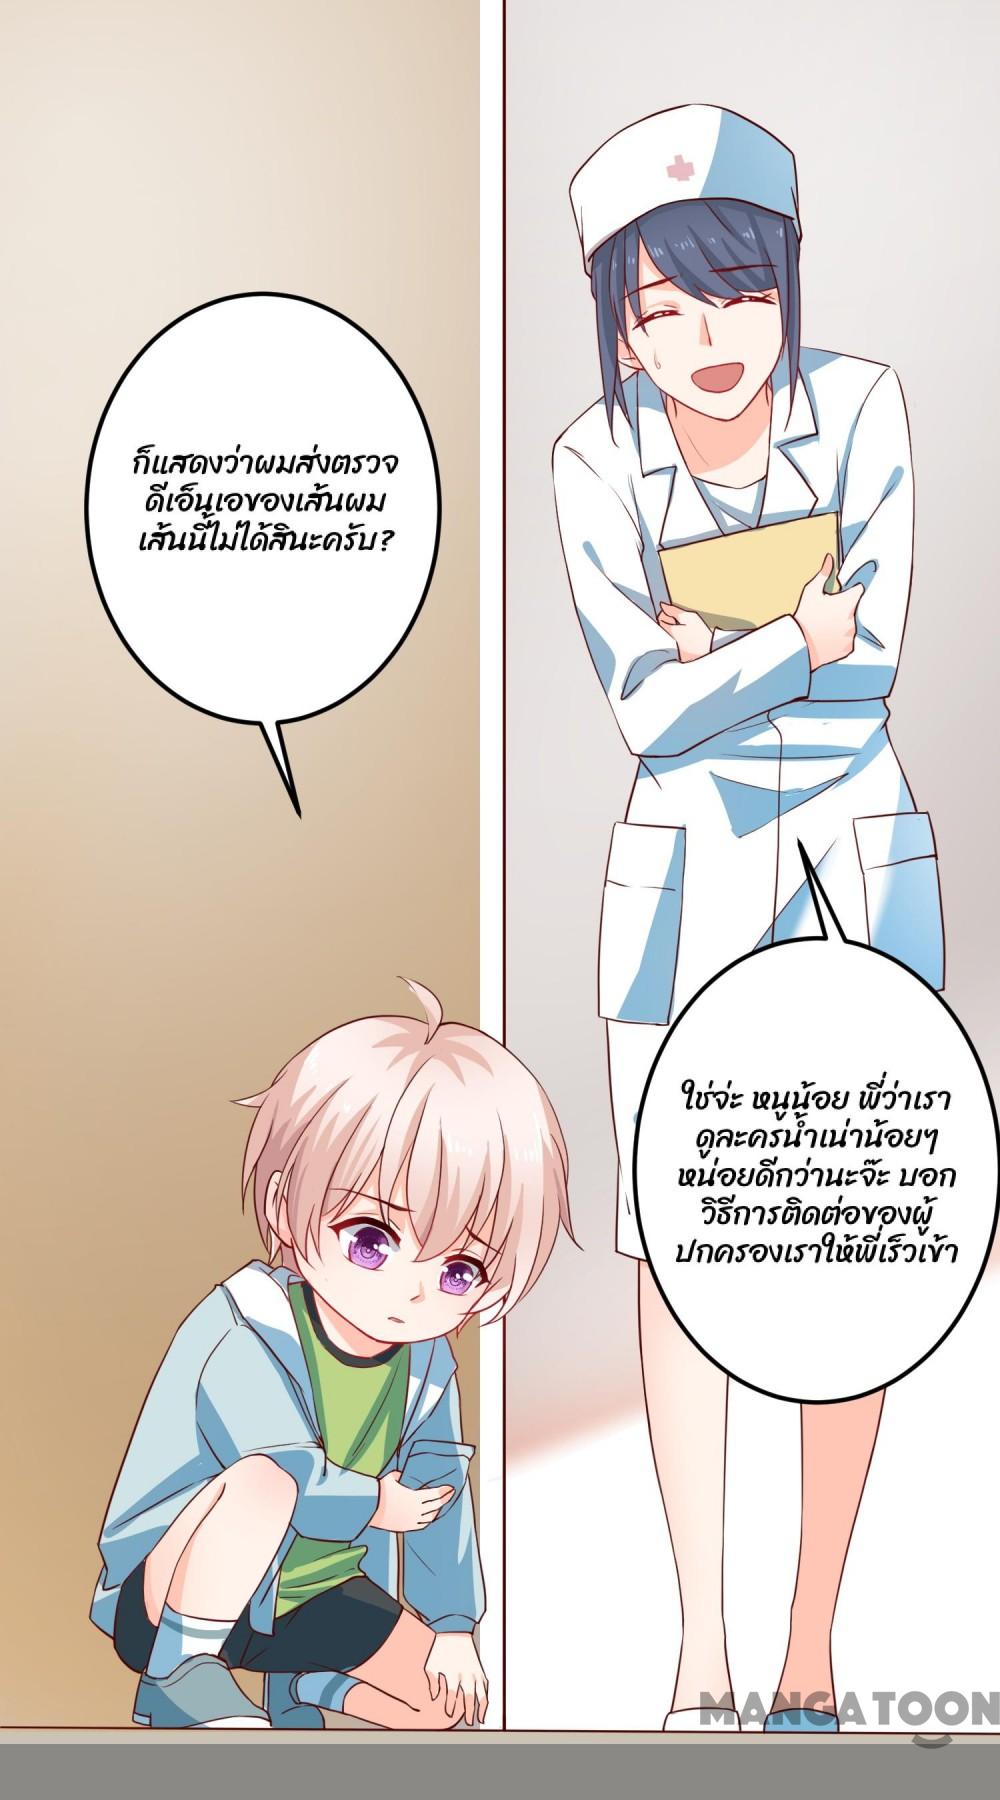 ก็แสดงว่าผมส่งตรวจ
ดีเอ็นเอของเส้นผม
เส้นนี้ไม่ได้สินะครับ?
ใช่จ่ะ หนูน้อย พี่ว่าเรา
ดูละครน้ำเน่าน้อยๆ
หน่อยดีกว่านะจ๊ะ บอก
วิธีการติดต่อของผู้
ปกครองเราให้พี่เร็วเข้า
MANGATOON